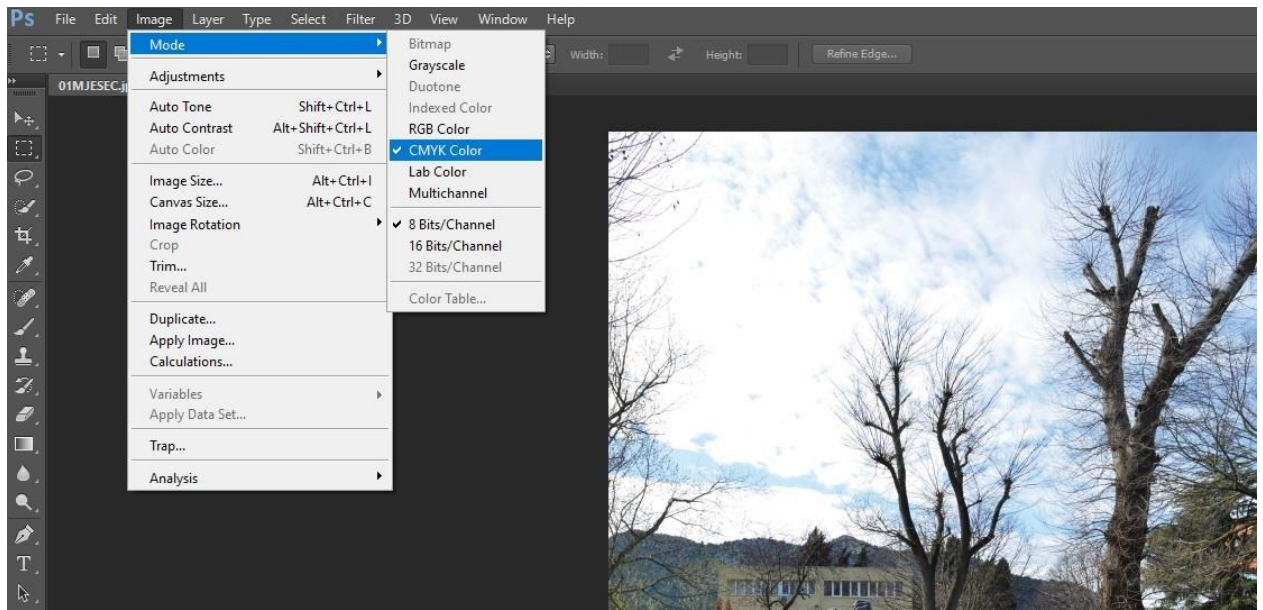 Ps File Edit Image Layer Type Select Filter 3D View Window Help
Width: Height: Refine Edge...
01MJESEC.j
Mode
Adjustments
Auto Tone Shift+Ctrl+L
Auto Contrast Alt+Shift+Ctrl+L
Auto Color Shift+Ctrl+B
Image Size... Alt+Ctrl+I
Canvas Size... Alt+Ctrl+C
Image Rotation
Crop
Trim...
Reveal All
Duplicate...
Apply Image...
Calculations...
Variables
Apply Data Set...
Trap...
Analysis
Bitmap
Grayscale
Duotone
Indexed Color
RGB Color
CMYK Color
Lab Color
Multichannel
8 Bits/Channel
16 Bits/Channel
32 Bits/Channel
Color Table...
T